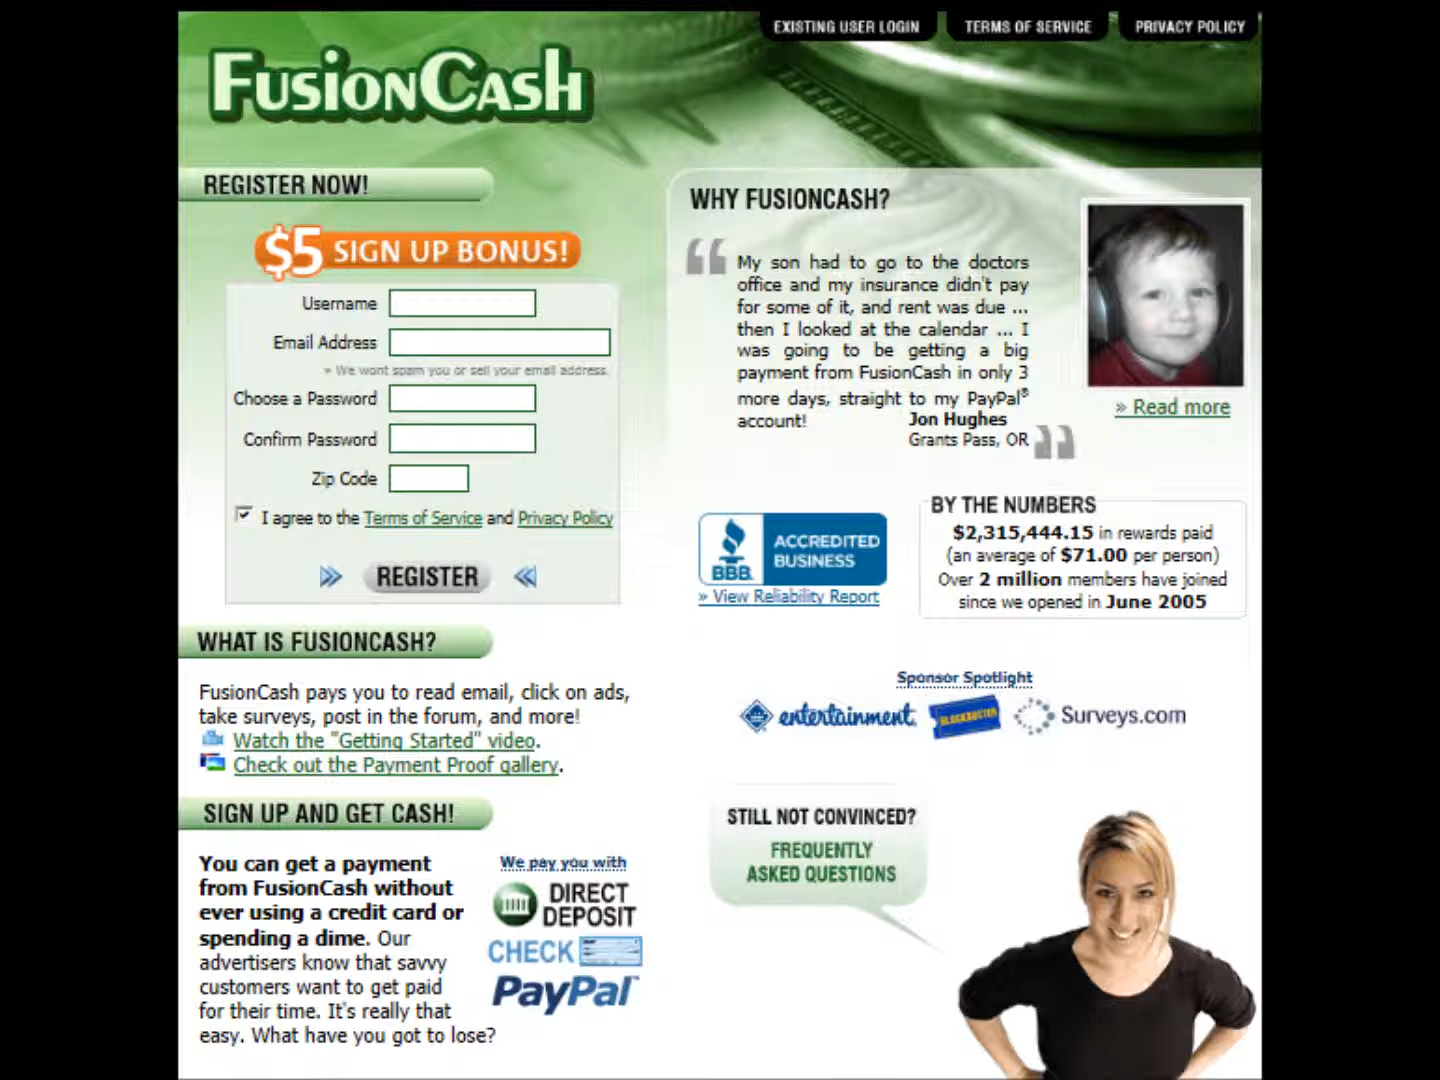 EXISTING USER LOGIN
TERMS OF SERVICE
PRIVACY POLICY
FUSIONCASH
REGISTER NOW!
$5 SIGN UP BONUS!
Username
Email Address
» We wont spam you or sell your email address.
Choose a Password
Confirm Password
Zip Code
I agree to the Terms of Service and Privacy Policy
REGISTER
WHY FUSIONCASH?
“
My son had to go to the doctors
office and my insurance didn't pay
for some of it, and rent was due ...
then I looked at the calendar ... I
was going to be getting a big
payment from FusionCash in only 3
more days, straight to my PayPal®
account!
Jon Hughes
Grants Pass, OR
”
» Read more
BBB
ACCREDITED
BUSINESS
» View Reliability Report
BY THE NUMBERS
$2,315,444.15 in rewards paid
(an average of $71.00 per person)
Over 2 million members have joined
since we opened in June 2005
WHAT IS FUSIONCASH?
FusionCash pays you to read email, click on ads,
take surveys, post in the forum, and more!
Watch the "Getting Started" video.
Check out the Payment Proof gallery.
Sponsor Spotlight
entertainment.
BLOCKBUSTER
Surveys.com
SIGN UP AND GET CASH!
You can get a payment
from FusionCash without
ever using a credit card or
spending a dime. Our
advertisers know that savvy
customers want to get paid
for their time. It's really that
easy. What have you got to lose?
We pay you with
DIRECT
DEPOSIT
CHECK
PayPal™
STILL NOT CONVINCED?
FREQUENTLY
ASKED QUESTIONS